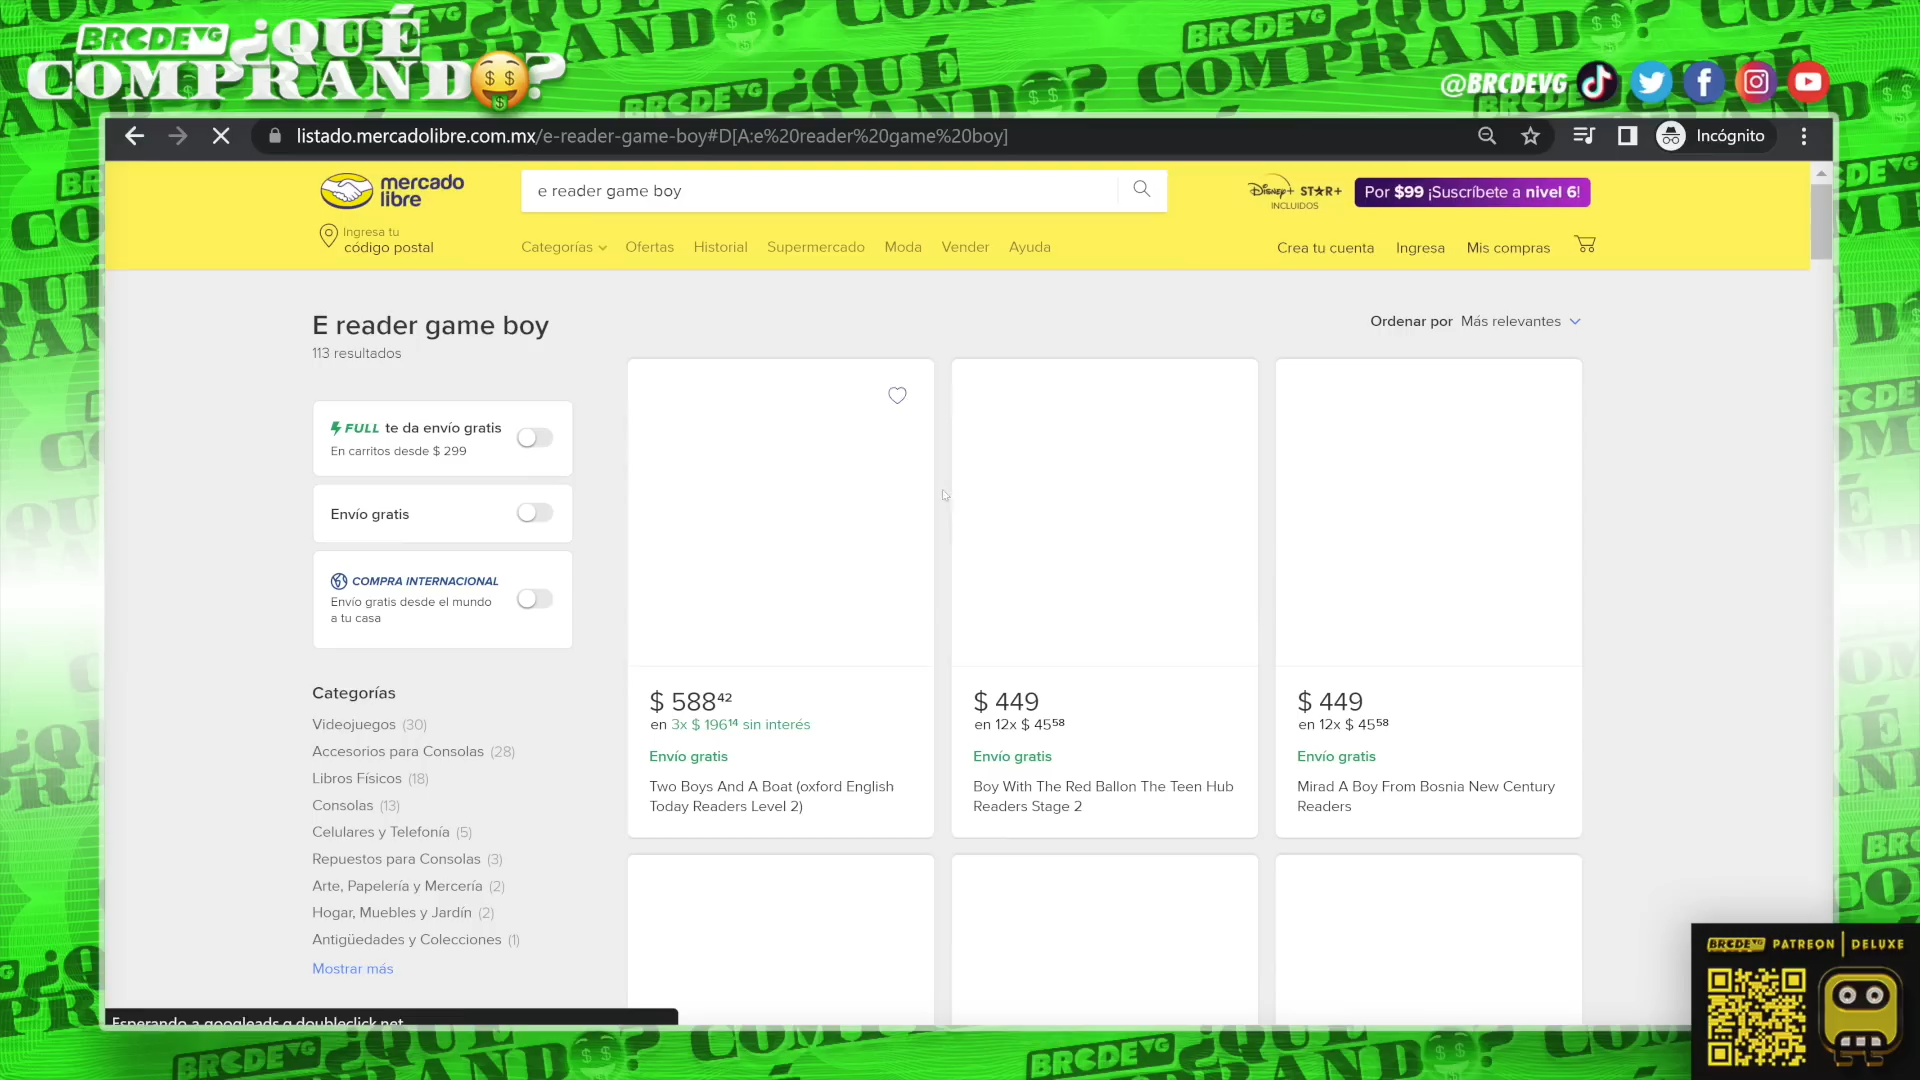 BRCDEVG ¿QUÉ
COMPRANDO?
@BRCDEVG
listado.mercadolibre.com.mx/e-reader-game-boy#D[A:e%20reader%20game%20boy]
Incógnito
mercado
libre
e reader game boy
Disney+ STAR+
INCLUIDOS
Por $99 ¡Suscríbete a nivel 6!
Ingresa tu
código postal
Categorías Ofertas Historial Supermercado Moda Vender Ayuda
Crea tu cuenta Ingresa Mis compras
E reader game boy
113 resultados
Ordenar por Más relevantes
FULL te da envío gratis
En carritos desde $ 299
Envío gratis
COMPRA INTERNACIONAL
Envío gratis desde el mundo
a tu casa
Categorías
Videojuegos (30)
Accesorios para Consolas (28)
Libros Físicos (18)
Consolas (13)
Celulares y Telefonía (5)
Repuestos para Consolas (3)
Arte, Papelería y Mercería (2)
Hogar, Muebles y Jardín (2)
Antigüedades y Colecciones (1)
Mostrar más
$ 588⁴²
en 3x $ 196¹⁴ sin interés
Envío gratis
Two Boys And A Boat (oxford English
Today Readers Level 2)
$ 449
en 12x $ 45⁵⁸
Envío gratis
Boy With The Red Ballon The Teen Hub
Readers Stage 2
$ 449
en 12x $ 45⁵⁸
Envío gratis
Mirad A Boy From Bosnia New Century
Readers
Esperando a googleads.g.doubleclick.net
BRCDEVG PATREON | DELUXE